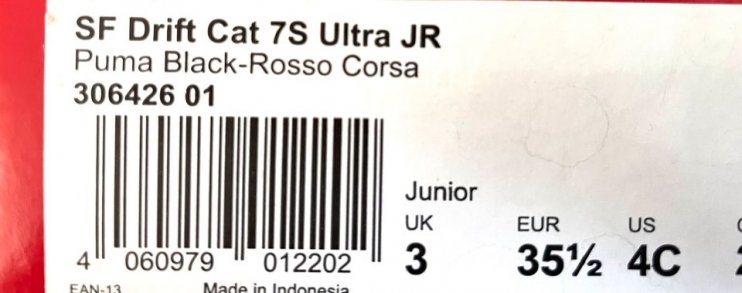 SF Drift Cat 7S Ultra JR
Puma Black-Rosso Corsa
306426 01
4 060979 012202
EAN-13 Made in Indonesia
Junior
UK EUR US
3 35½ 4C